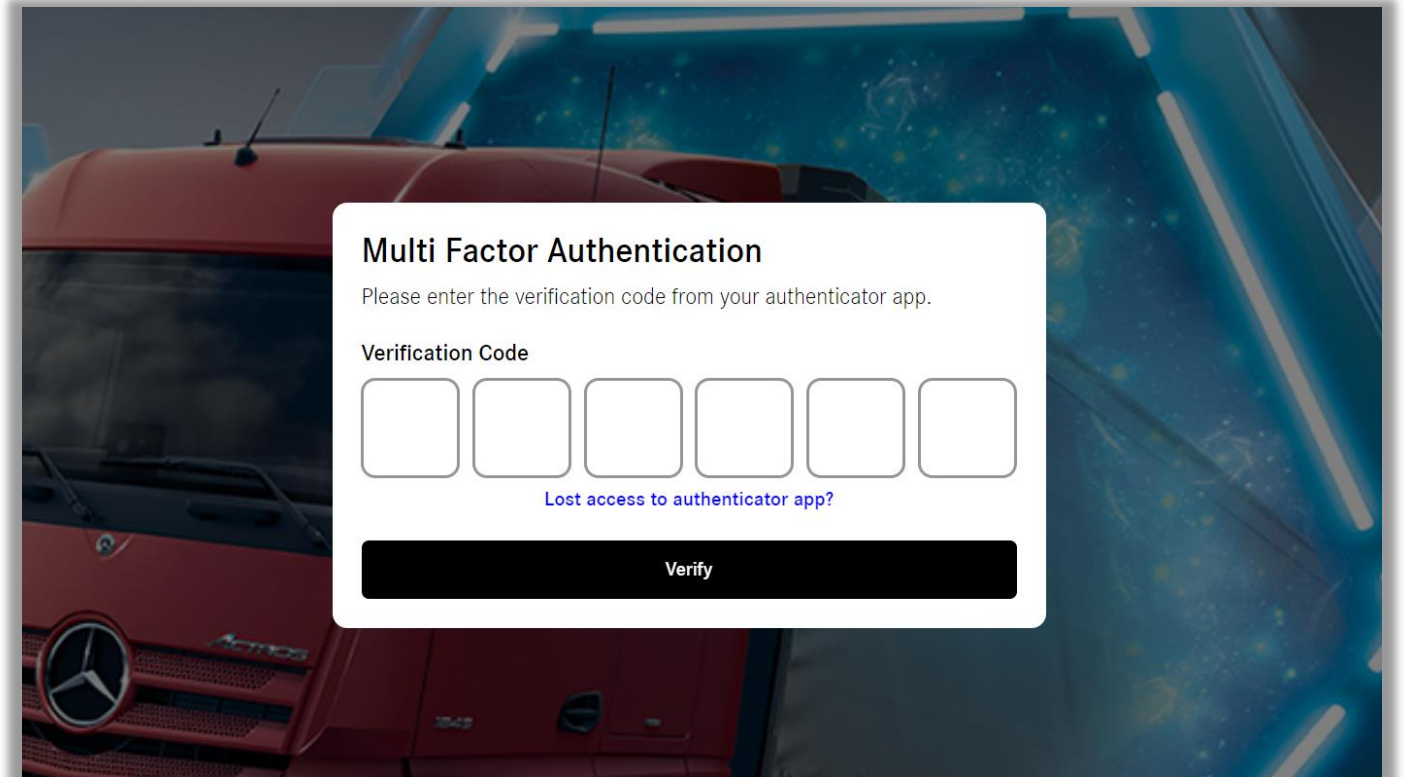 Multi Factor Authentication
Please enter the verification code from your authenticator app.
Verification Code
Lost access to authenticator app?
Verify
ACTROS
1845